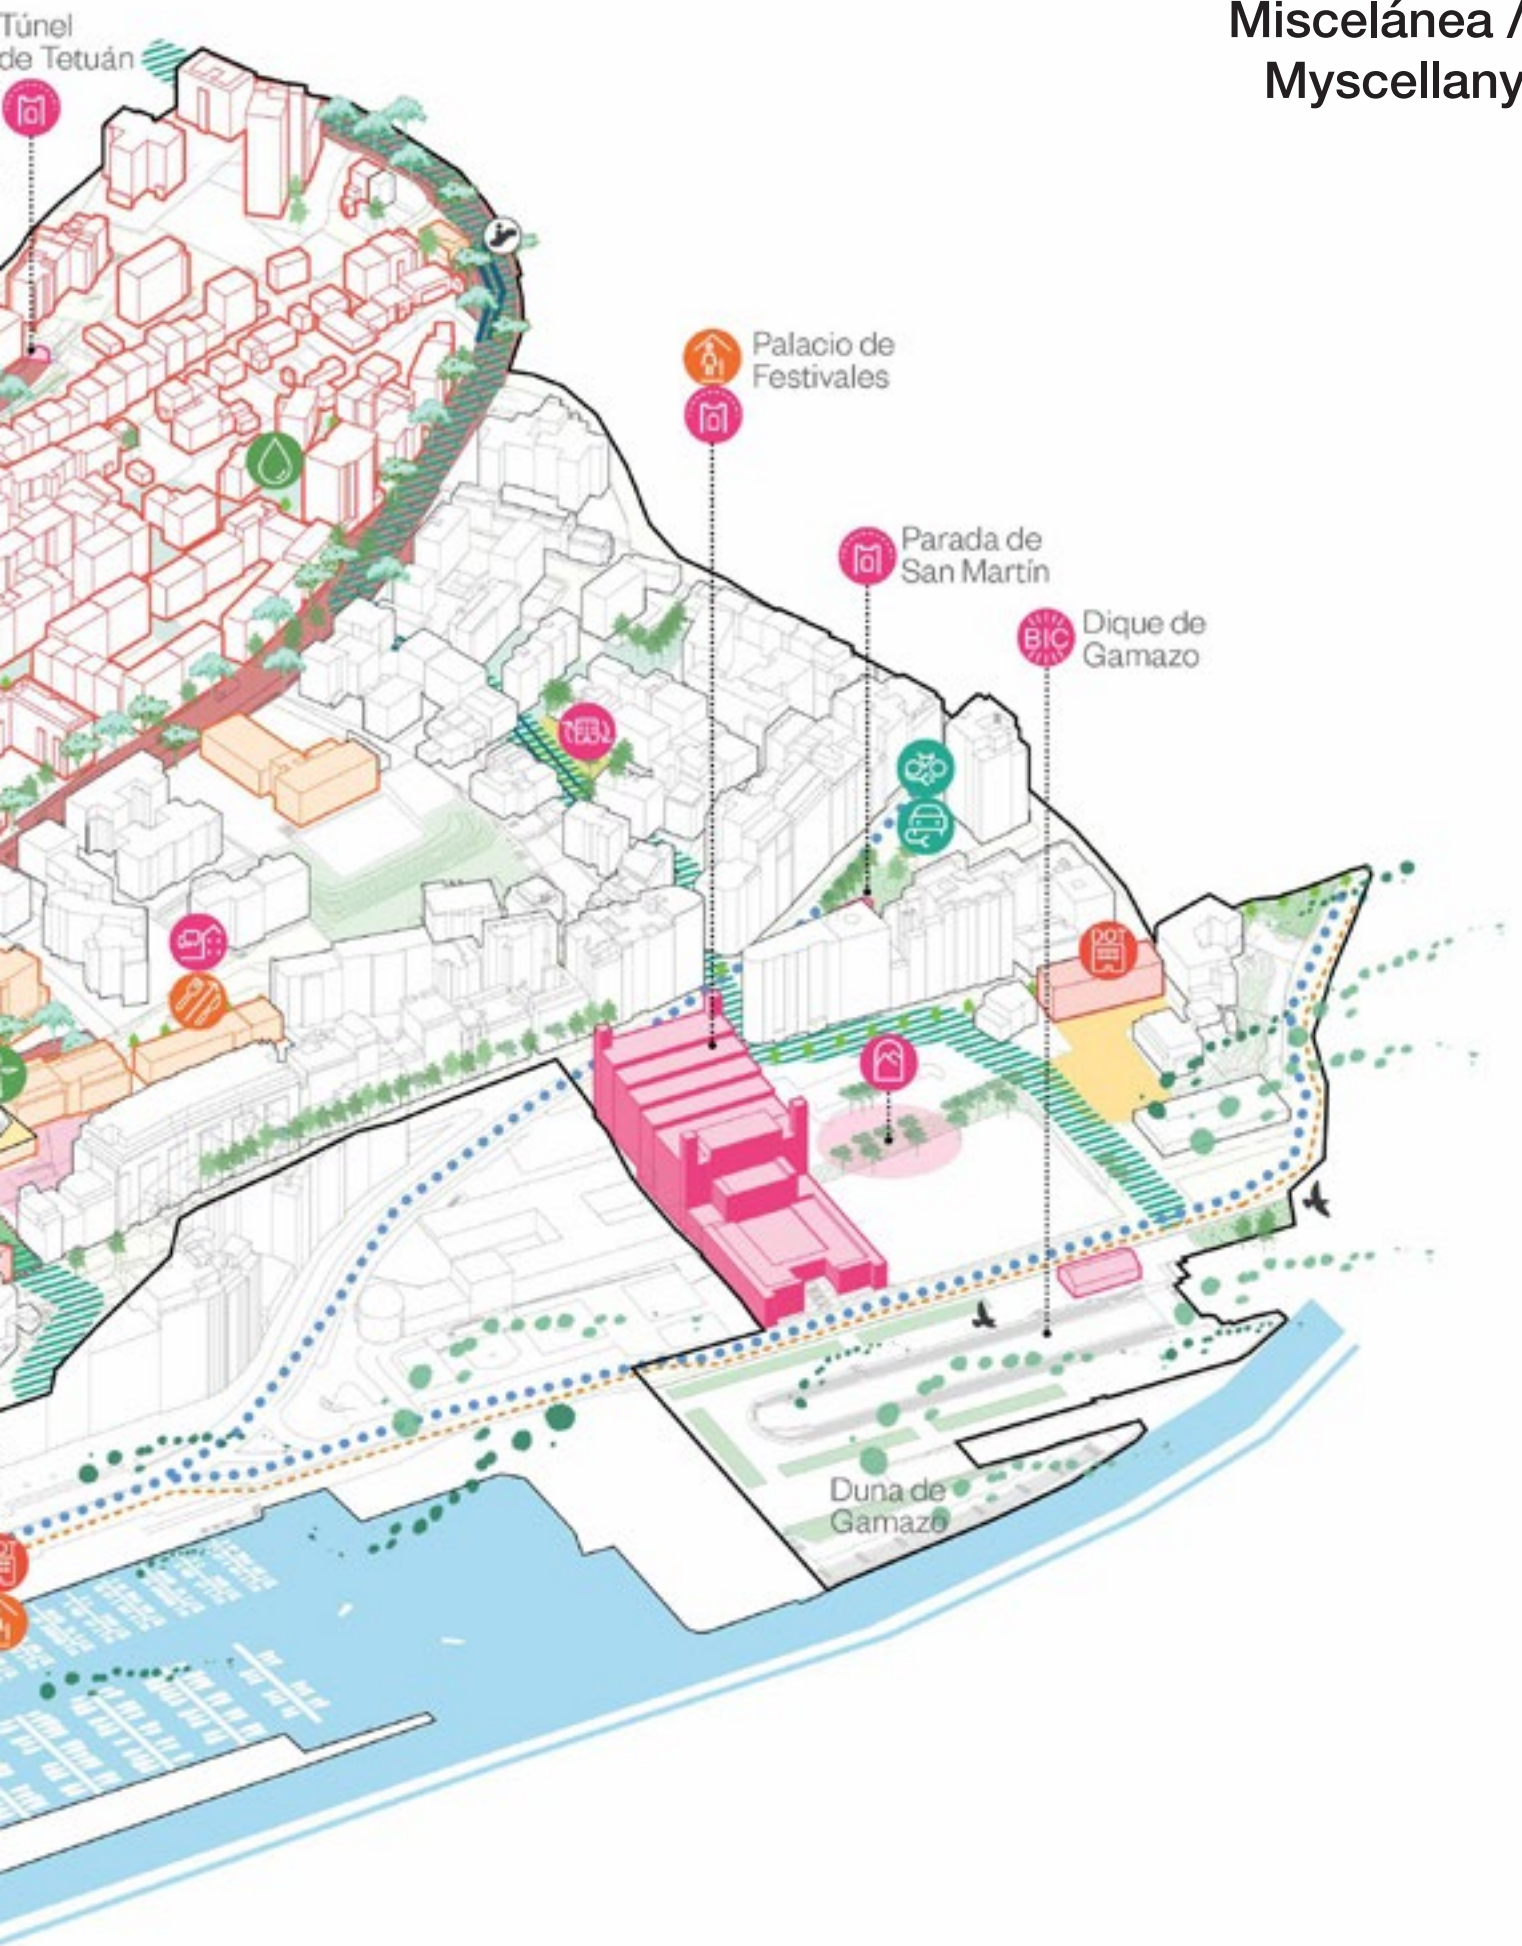 Miscelánea /
Myscellany
Túnel
de Tetuán
Palacio de
Festivales
Parada de
San Martín
BIC
Dique de
Gamazo
DOT
Duna de
Gamazo